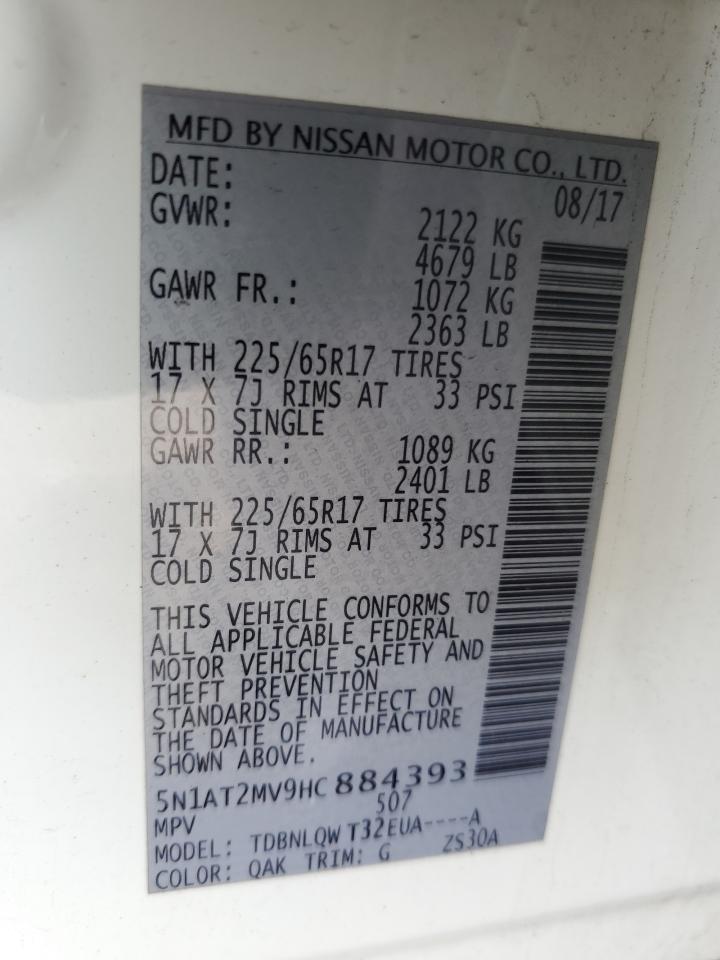 MFD BY NISSAN MOTOR CO., LTD.
DATE: 08/17
GVWR: 2122 KG
4679 LB
GAWR FR.: 1072 KG
2363 LB
WITH 225/65R17 TIRES
17 X 7J RIMS AT 33 PSI
COLD SINGLE
GAWR RR.: 1089 KG
2401 LB
WITH 225/65R17 TIRES
17 X 7J RIMS AT 33 PSI
COLD SINGLE
THIS VEHICLE CONFORMS TO
ALL APPLICABLE FEDERAL
MOTOR VEHICLE SAFETY AND
THEFT PREVENTION
STANDARDS IN EFFECT ON
THE DATE OF MANUFACTURE
SHOWN ABOVE.
5N1AT2MV9HC884393
MPV 507
MODEL: TDBNLQW T32EUA----A
COLOR: QAK TRIM: G ZS30A